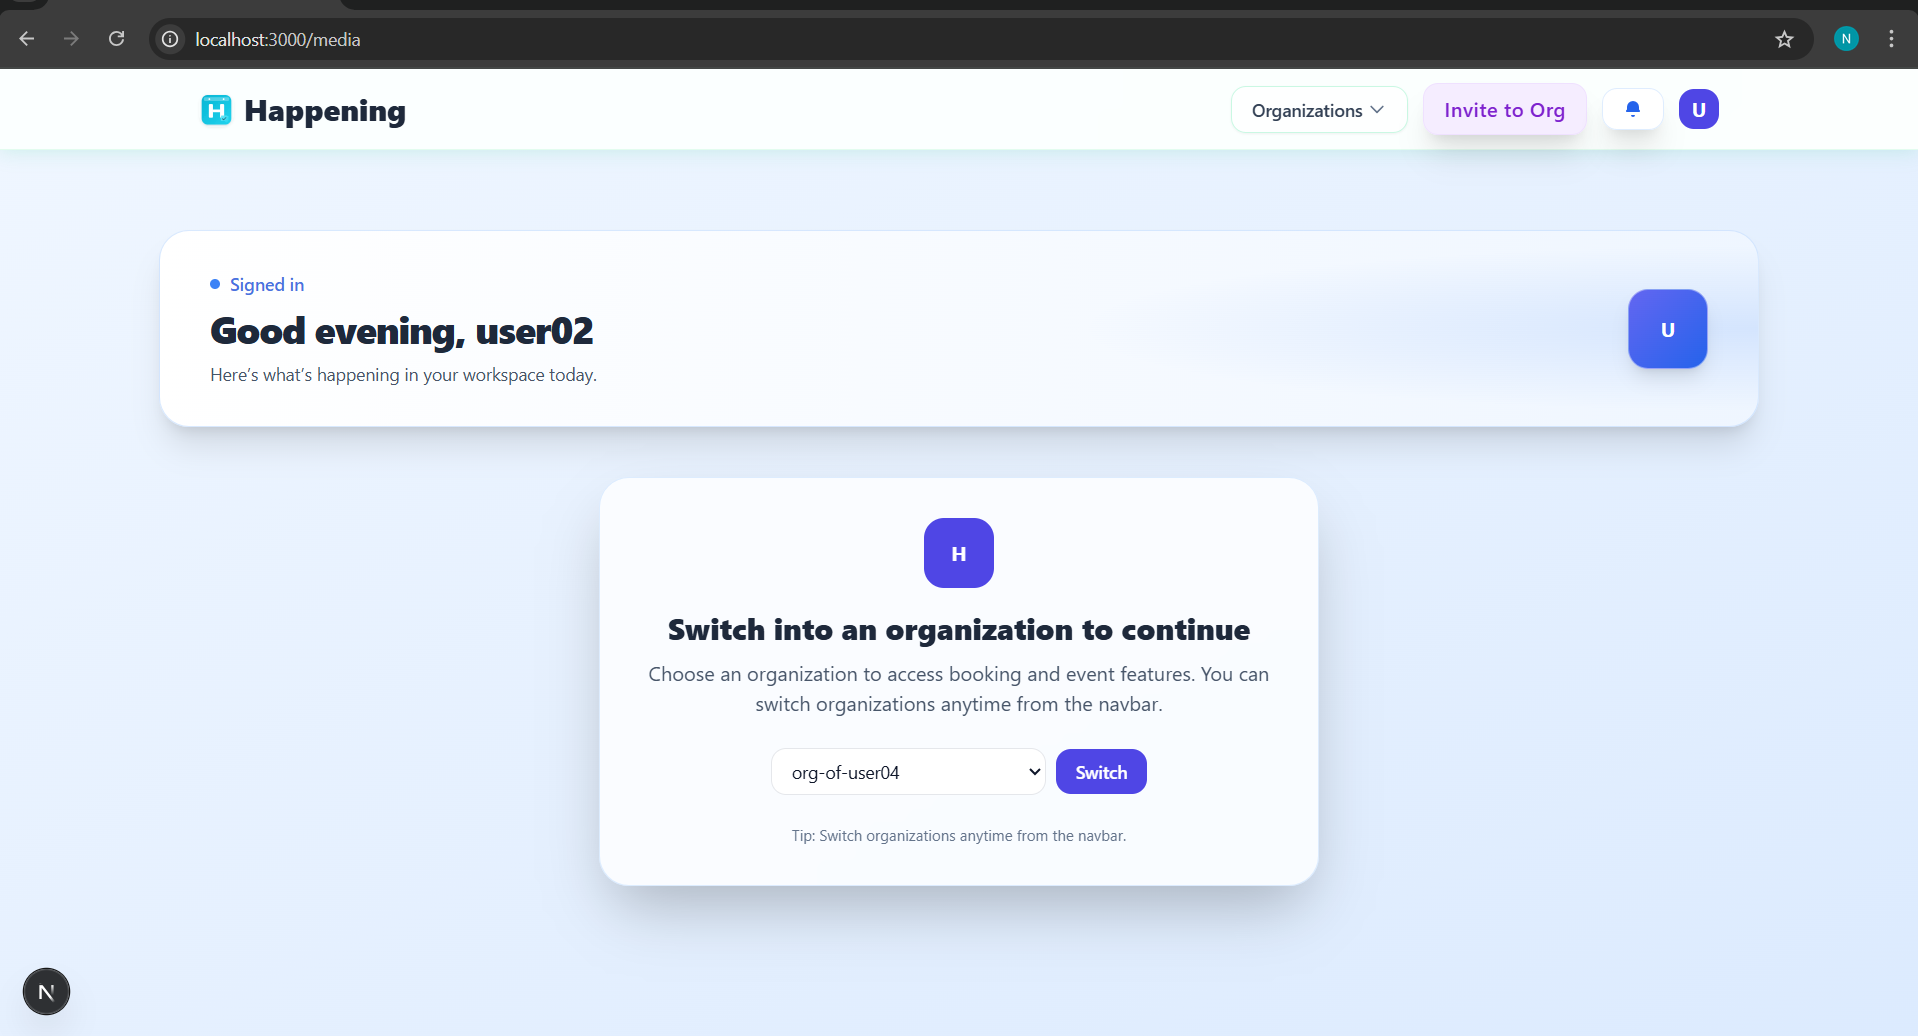 localhost:3000/media
N
H Happening
Organizations
Invite to Org
U
Signed in
Good evening, user02
Here’s what’s happening in your workspace today.
U
H
Switch into an organization to continue
Choose an organization to access booking and event features. You can
switch organizations anytime from the navbar.
org-of-user04
Switch
Tip: Switch organizations anytime from the navbar.
N